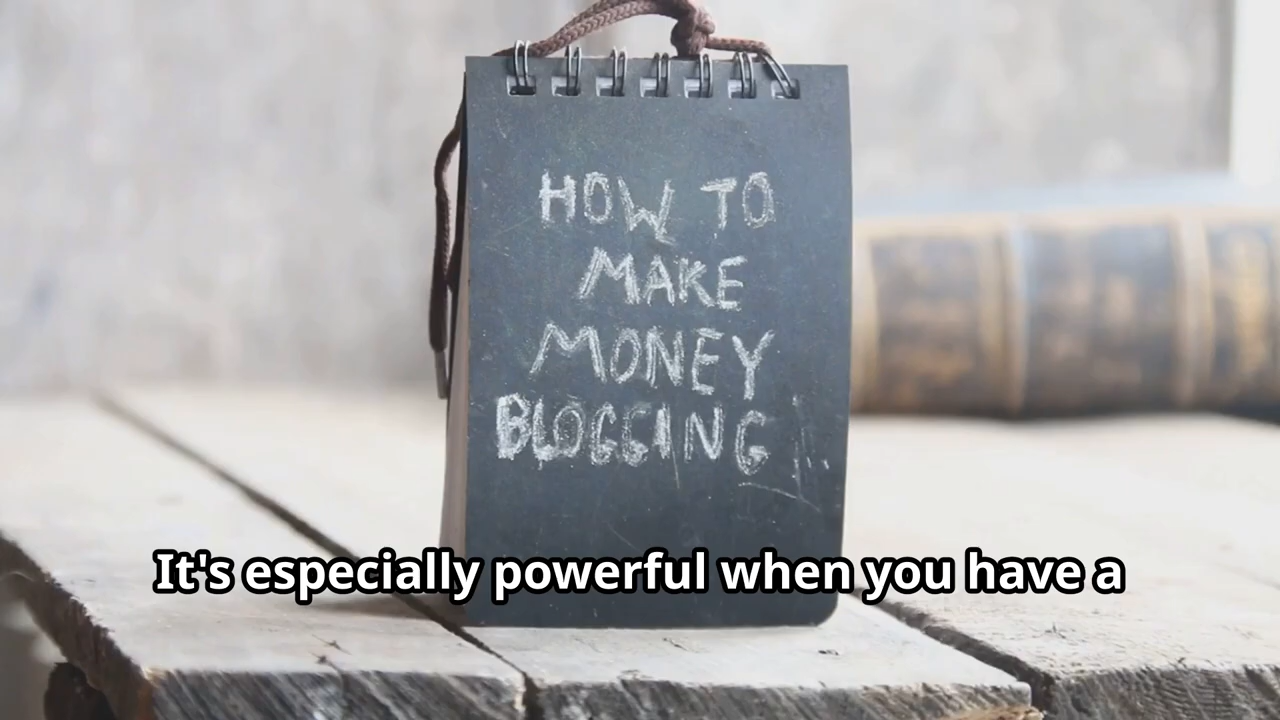 HOW TO
MAKE
MONEY
BLOGGING
It's especially powerful when you have a